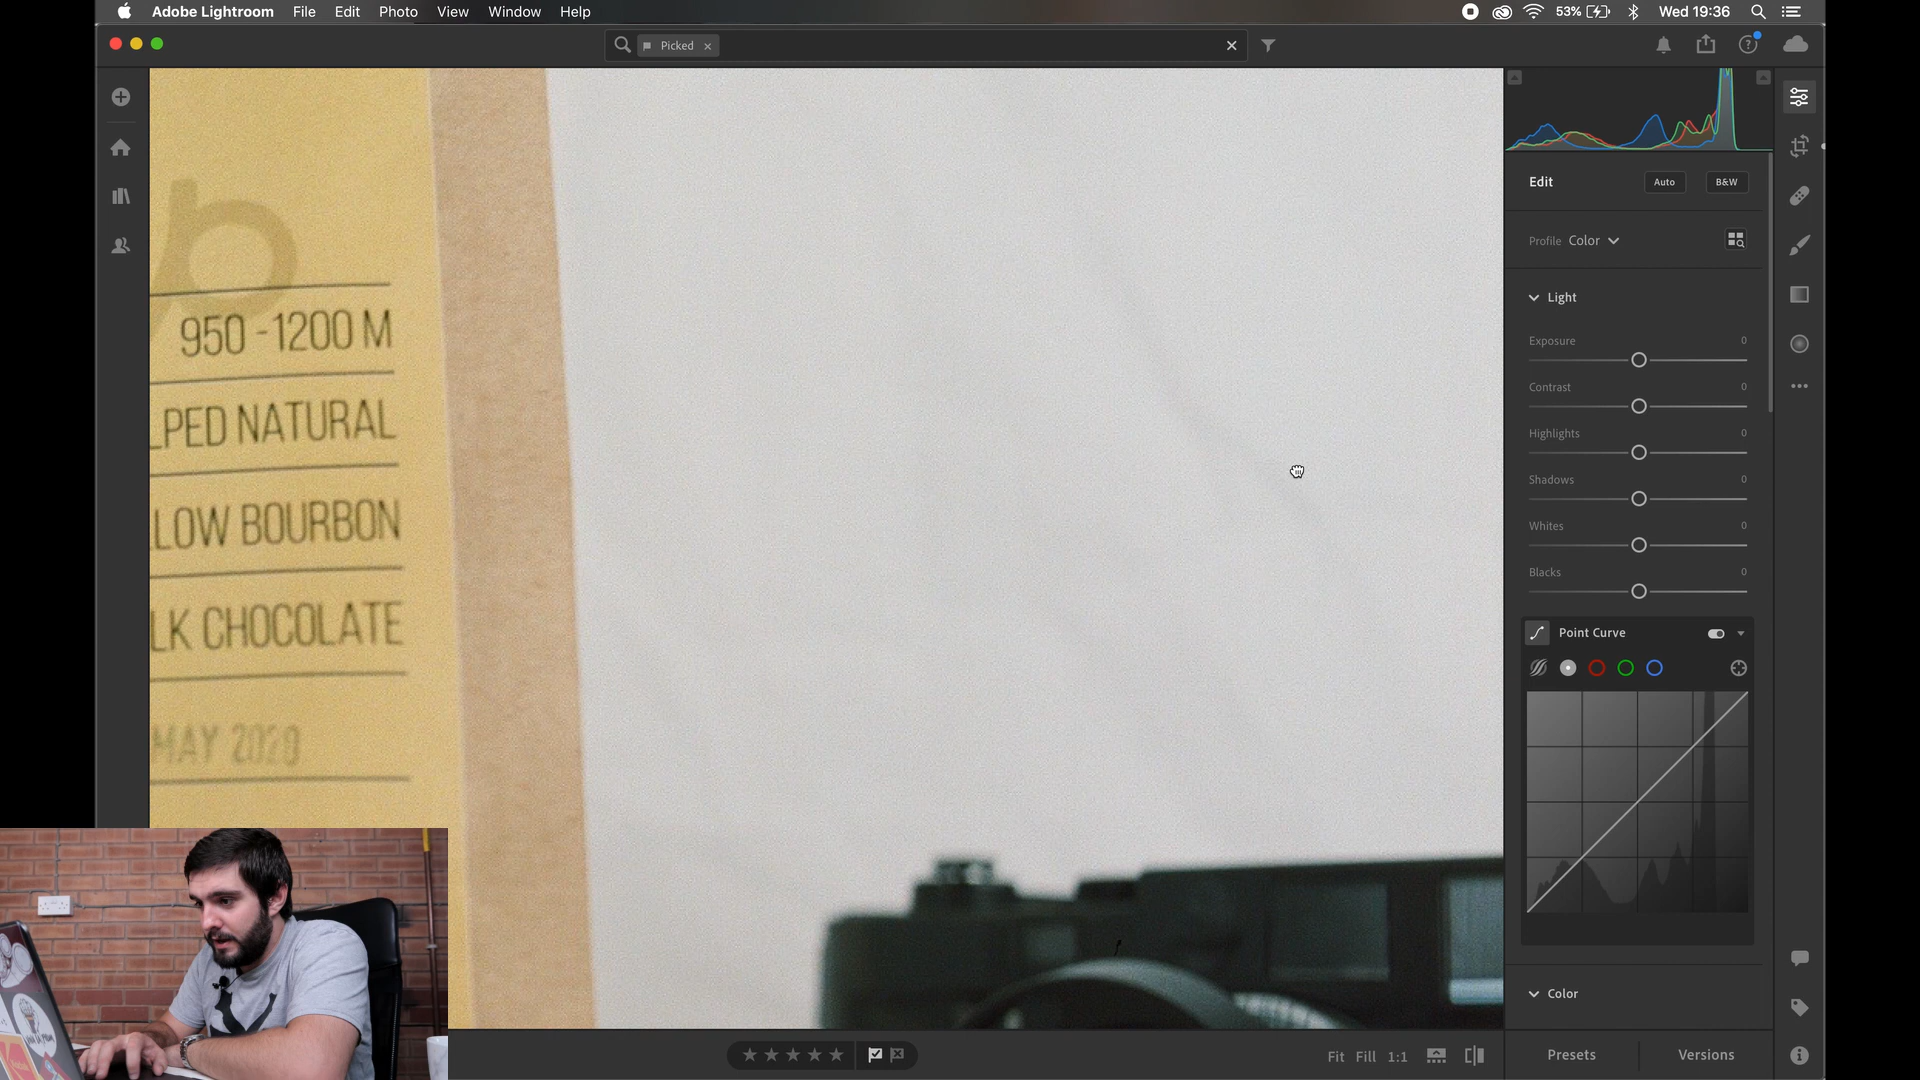 Adobe Lightroom File Edit Photo View Window Help 53% Wed 19:36
Picked
Edit Auto B&W
Profile Color
Light
Exposure 0
Contrast 0
Highlights 0
Shadows 0
Whites 0
Blacks 0
Point Curve
Color
Presets Versions
Fit Fill 1:1
950 -1200 M
LPED NATURAL
LOW BOURBON
LK CHOCOLATE
MAY 2020